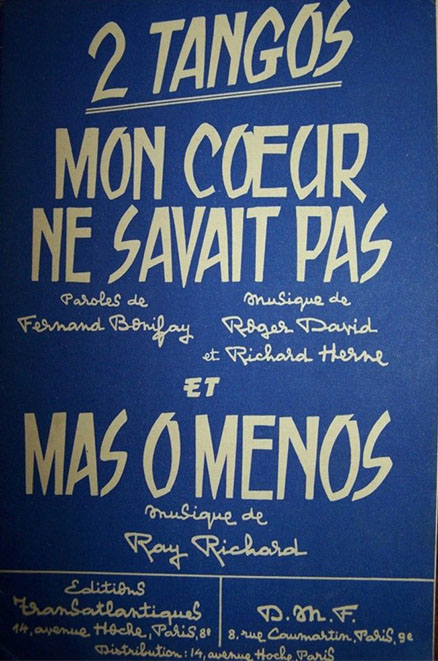 2 TANGOS
MON CŒUR
NE SAVAIT PAS
Paroles de
Fernand Bonifay
Musique de
Roger David
et Richard Herne
ET
MAS O MENOS
Musique de
Ray Richard
Editions
Transatlantiques
14, avenue Hoche, Paris, 8e
D.M.F.
8, rue Caumartin, Paris, 9e
Distribution: 14, avenue Hoche, Paris